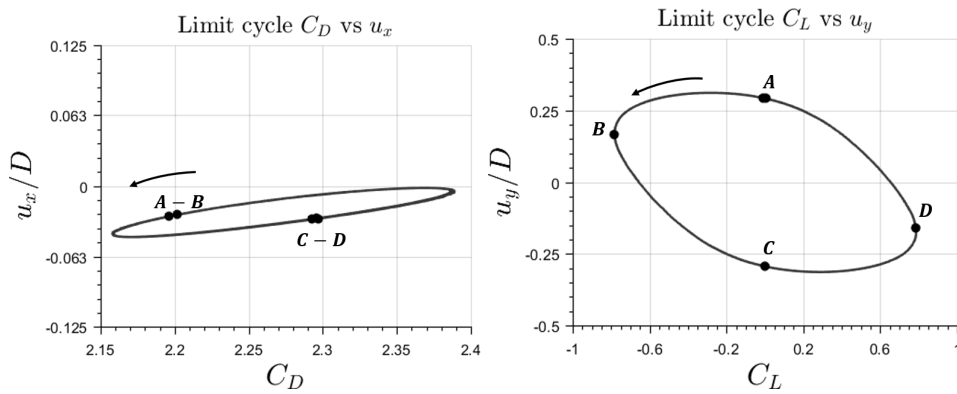 Limit cycle C_D vs u_x
0.125
0.063
0
-0.063
-0.125
u_x/D
A – B
C – D
2.15
2.2
2.25
2.3
2.35
2.4
C_D
Limit cycle C_L vs u_y
0.5
0.25
0
-0.25
-0.5
u_y/D
A
B
D
C
-1
-0.6
-0.2
0.2
0.6
1
C_L